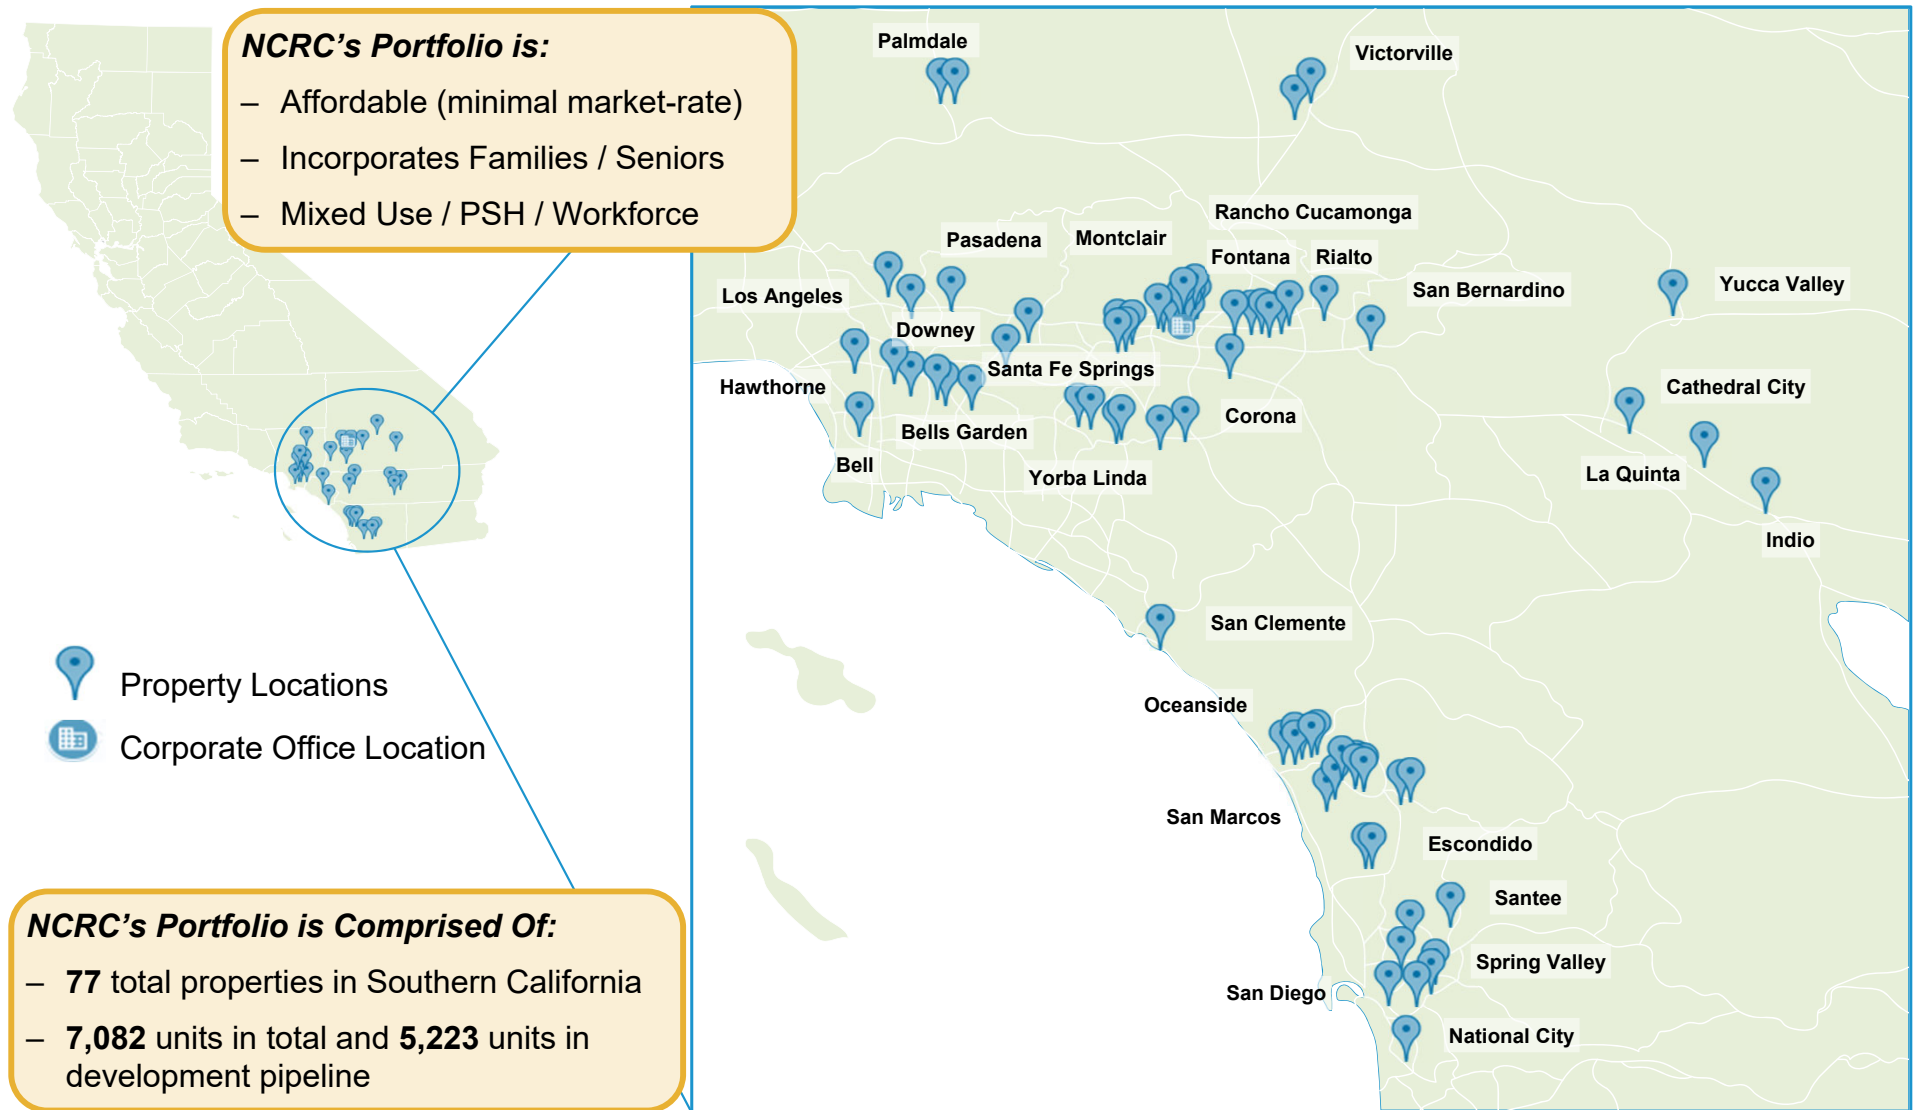 NCRC’s Portfolio is:
– Affordable (minimal market-rate)
– Incorporates Families / Seniors
– Mixed Use / PSH / Workforce
Property Locations
Corporate Office Location
NCRC’s Portfolio is Comprised Of:
– 77 total properties in Southern California
– 7,082 units in total and 5,223 units in
development pipeline
Palmdale
Victorville
Rancho Cucamonga
Pasadena
Montclair
Fontana
Rialto
Los Angeles
San Bernardino
Yucca Valley
Downey
Santa Fe Springs
Hawthorne
Cathedral City
Corona
Bells Garden
Bell
Yorba Linda
La Quinta
Indio
San Clemente
Oceanside
San Marcos
Escondido
Santee
Spring Valley
San Diego
National City